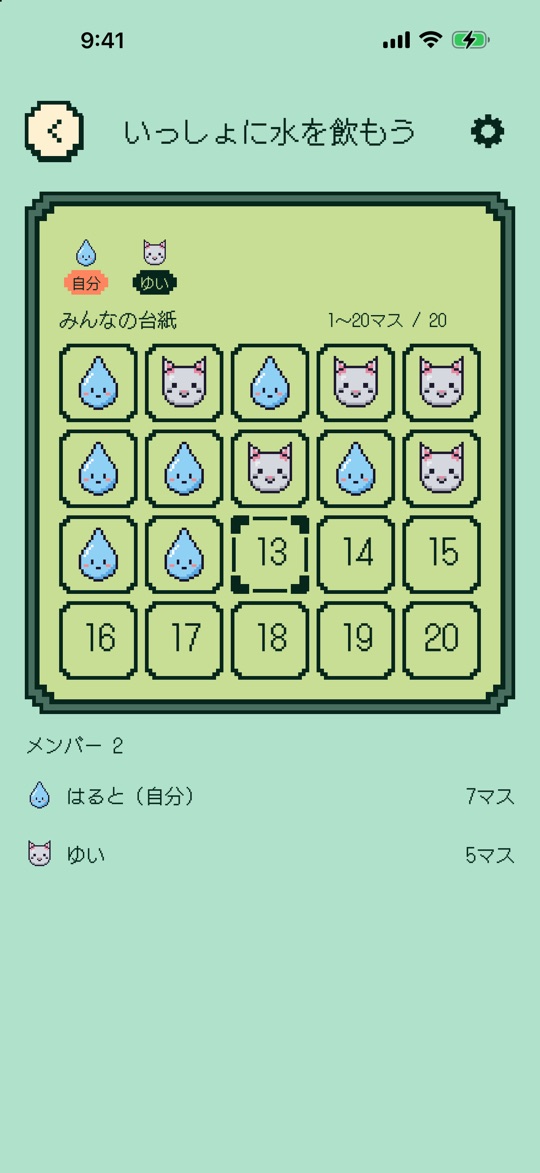 9:41
いっしょに水を飲もう
自分 ゆい
みんなの台紙 1〜20マス / 20
13 14 15
16 17 18 19 20
メンバー 2
はると（自分） 7マス
ゆい 5マス